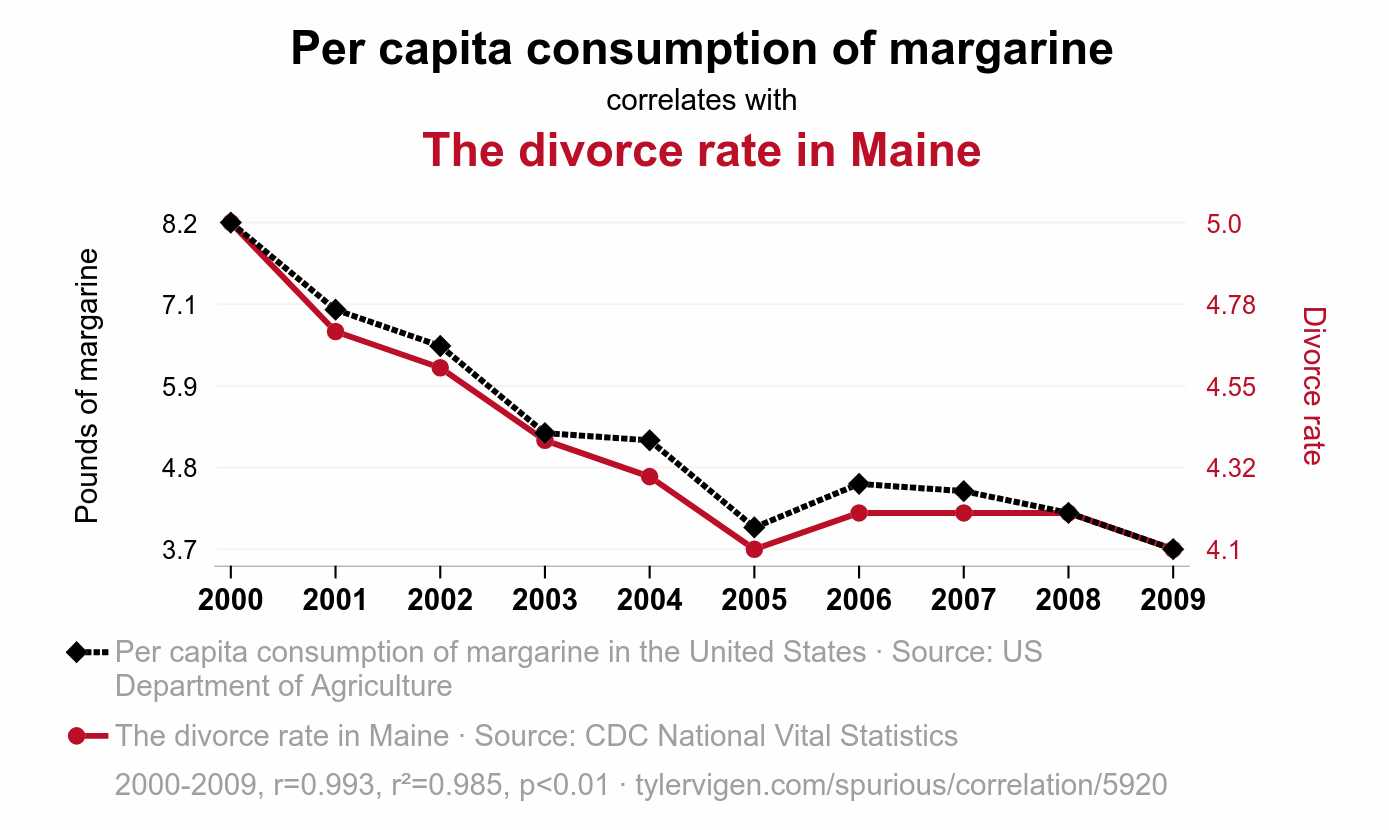 Per capita consumption of margarine
correlates with
The divorce rate in Maine
Pounds of margarine
8.2
7.1
5.9
4.8
3.7
5.0
4.78
4.55
4.32
4.1
Divorce rate
2000 2001 2002 2003 2004 2005 2006 2007 2008 2009
Per capita consumption of margarine in the United States · Source: US
Department of Agriculture
The divorce rate in Maine · Source: CDC National Vital Statistics
2000-2009, r=0.993, r²=0.985, p<0.01 · tylervigen.com/spurious/correlation/5920